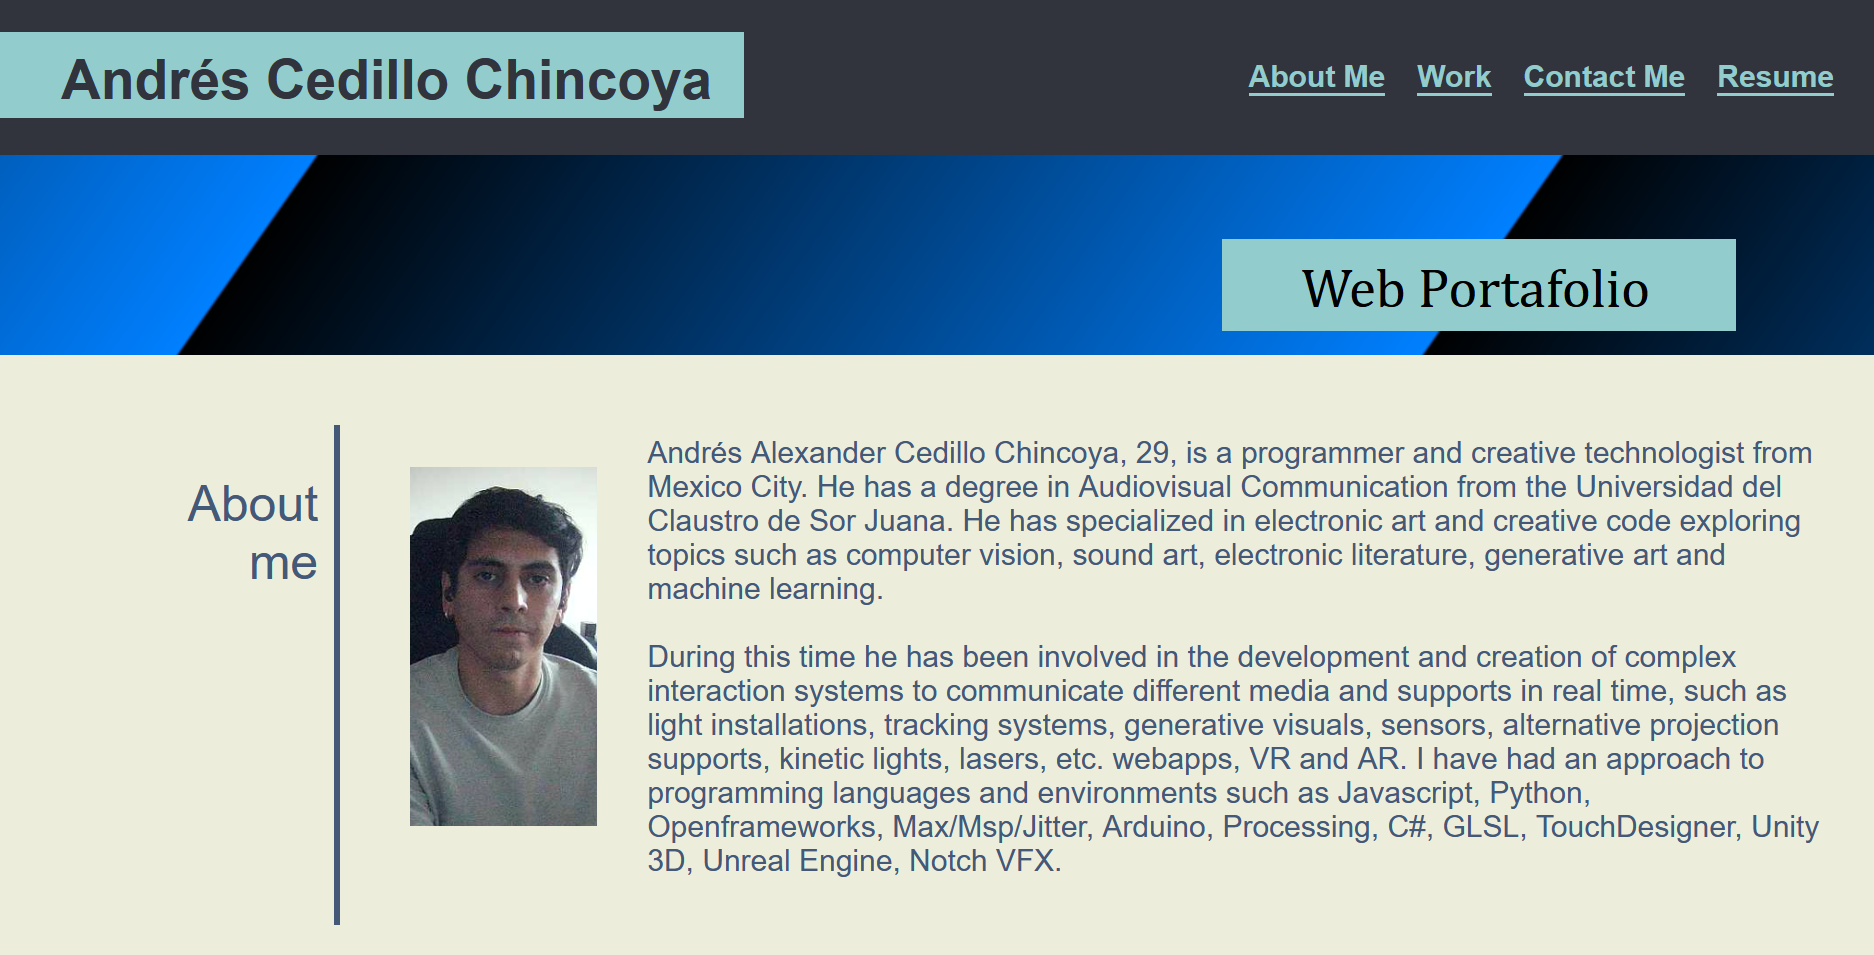 Andrés Cedillo Chincoya
About Me Work Contact Me Resume
Web Portafolio
About
me
Andrés Alexander Cedillo Chincoya, 29, is a programmer and creative technologist from
Mexico City. He has a degree in Audiovisual Communication from the Universidad del
Claustro de Sor Juana. He has specialized in electronic art and creative code exploring
topics such as computer vision, sound art, electronic literature, generative art and
machine learning.
During this time he has been involved in the development and creation of complex
interaction systems to communicate different media and supports in real time, such as
light installations, tracking systems, generative visuals, sensors, alternative projection
supports, kinetic lights, lasers, etc. webapps, VR and AR. I have had an approach to
programming languages and environments such as Javascript, Python,
Openframeworks, Max/Msp/Jitter, Arduino, Processing, C#, GLSL, TouchDesigner, Unity
3D, Unreal Engine, Notch VFX.